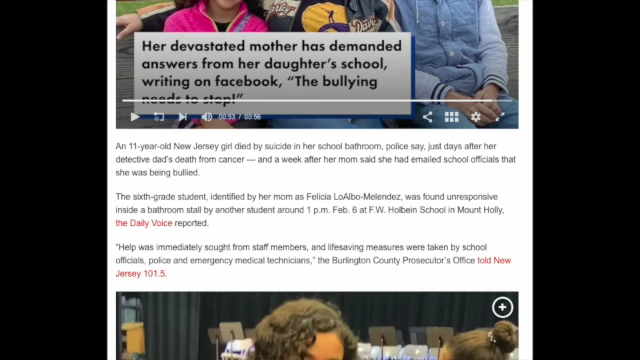 Davis
Her devastated mother has demanded
answers from her daughter's school,
writing on facebook, "The bullying
needs to stop!"
00:53 / 00:56
An 11-year-old New Jersey girl died by suicide in her school bathroom, police say, just days after her
detective dad's death from cancer — and a week after her mom said she had emailed school officials that
she was being bullied.
The sixth-grade student, identified by her mom as Felicia LoAlbo-Melendez, was found unresponsive
inside a bathroom stall by another student around 1 p.m. Feb. 6 at F.W. Holbein School in Mount Holly,
the Daily Voice reported.
"Help was immediately sought from staff members, and lifesaving measures were taken by school
officials, police and emergency medical technicians," the Burlington County Prosecutor's Office told New
Jersey 101.5.